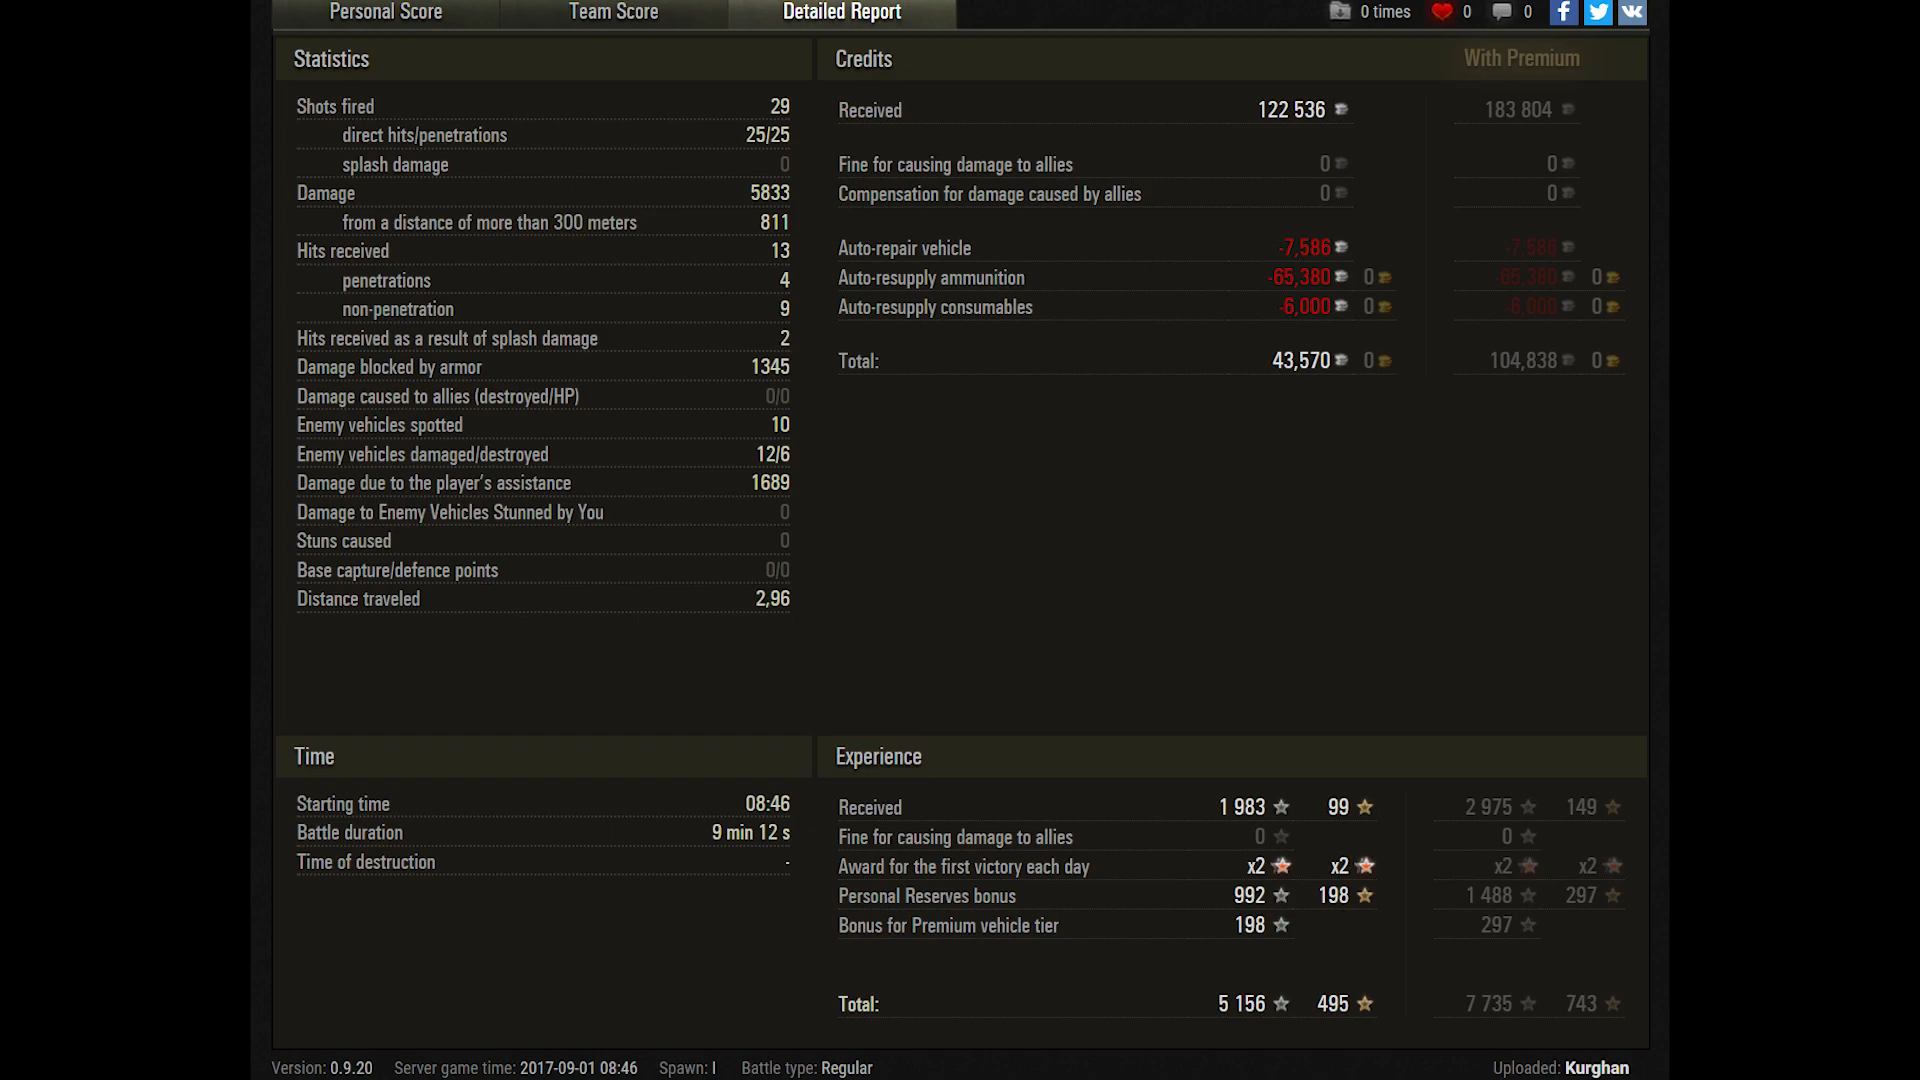 Personal Score Team Score Detailed Report 0 times 0 0
Statistics
Shots fired 29
direct hits/penetrations 25/25
splash damage 0
Damage 5833
from a distance of more than 300 meters 811
Hits received 13
penetrations 4
non-penetration 9
Hits received as a result of splash damage 2
Damage blocked by armor 1345
Damage caused to allies (destroyed/HP) 0/0
Enemy vehicles spotted 10
Enemy vehicles damaged/destroyed 12/6
Damage due to the player's assistance 1689
Damage to Enemy Vehicles Stunned by You 0
Stuns caused 0
Base capture/defence points 0/0
Distance traveled 2,96
Credits With Premium
Received 122 536 183 804
Fine for causing damage to allies 0 0
Compensation for damage caused by allies 0 0
Auto-repair vehicle -7,586 -7,586
Auto-resupply ammunition -65,380 0 -65,380 0
Auto-resupply consumables -6,000 0 -6,000 0
Total: 43,570 0 104,838 0
Time
Starting time 08:46
Battle duration 9 min 12 s
Time of destruction -
Experience
Received 1 983 99 2 975 149
Fine for causing damage to allies 0 0
Award for the first victory each day x2 x2 x2 x2
Personal Reserves bonus 992 198 1 488 297
Bonus for Premium vehicle tier 198 297
Total: 5 156 495 7 735 743
Version: 0.9.20 Server game time: 2017-09-01 08:46 Spawn: I Battle type: Regular Uploaded: Kurghan